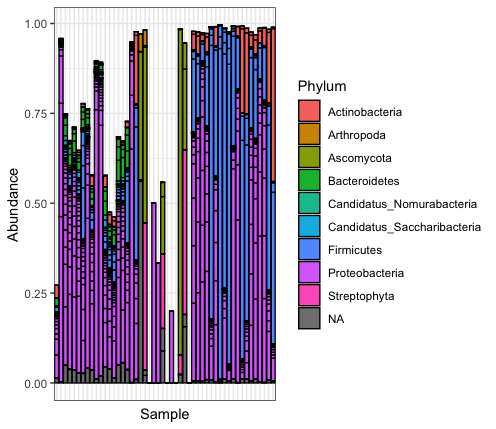 1.00
0.75
0.50
0.25
0.00
Abundance
Sample
Phylum
Actinobacteria
Arthropoda
Ascomycota
Bacteroidetes
Candidatus_Nomurabacteria
Candidatus_Saccharibacteria
Firmicutes
Proteobacteria
Streptophyta
NA